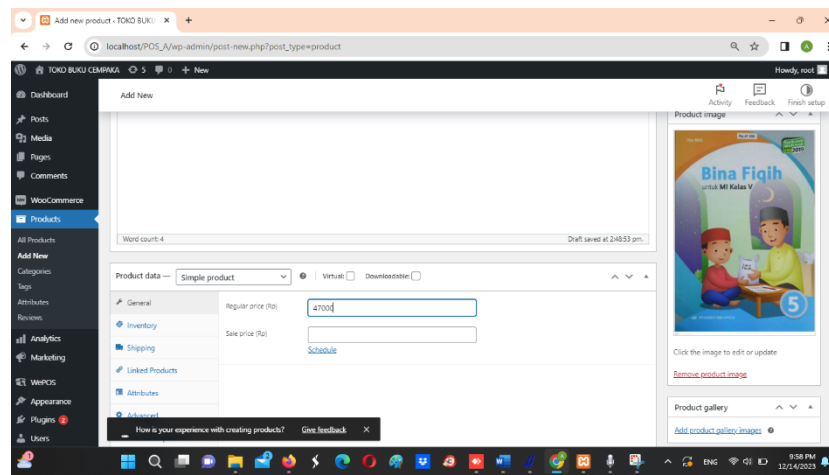 Add new product ‹ TOKO BUKU
localhost/POS_A/wp-admin/post-new.php?post_type=product
TOKO BUKU CEMPAKA 5 0 + New Howdy, root
Dashboard
Posts
Media
Pages
Comments
WooCommerce
Products
All Products
Add New
Categories
Tags
Attributes
Reviews
Analytics
Marketing
WePOS
Appearance
Plugins 2
Users
Add New
Activity Feedback Finish setup
Word count: 4 Draft saved at 2:48:53 pm.
Product data — Simple product Virtual: Downloadable:
General
Inventory
Shipping
Linked Products
Attributes
Advanced
Regular price (Rp) 47000
Sale price (Rp)
Schedule
How is your experience with creating products? Give feedback X
Product image
Bina Fiqih
untuk MI Kelas V
5
Click the image to edit or update
Remove product image
Product gallery
Add product gallery images
ENG 9:58 PM
12/14/2023